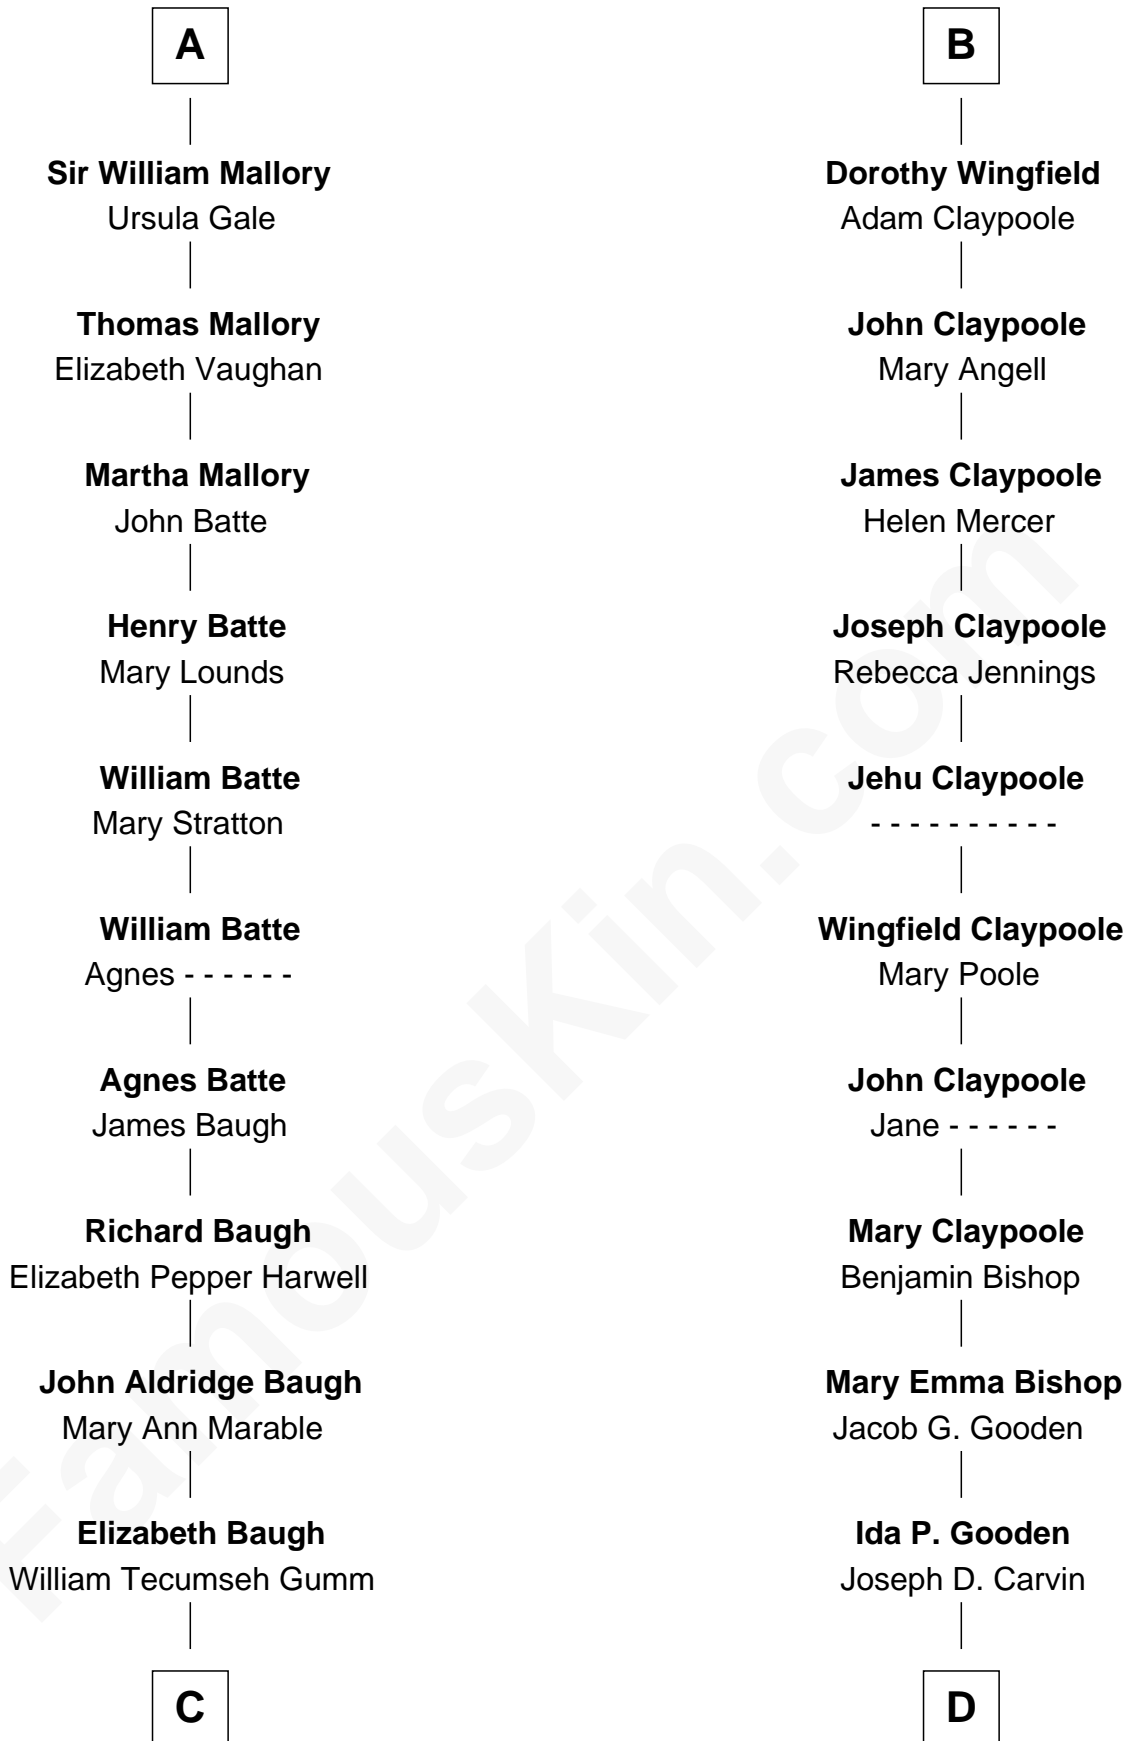 A
Sir William Mallory
Ursula Gale
Thomas Mallory
Elizabeth Vaughan
Martha Mallory
John Batte
Henry Batte
Mary Lounds
William Batte
Mary Stratton
William Batte
Agnes - - - - - -
Agnes Batte
James Baugh
Richard Baugh
Elizabeth Pepper Harwell
John Aldridge Baugh
Mary Ann Marable
Elizabeth Baugh
William Tecumseh Gumm
C
B
Dorothy Wingfield
Adam Claypoole
John Claypoole
Mary Angell
James Claypoole
Helen Mercer
Joseph Claypoole
Rebecca Jennings
Jehu Claypoole
- - - - - - - - - -
Wingfield Claypoole
Mary Poole
John Claypoole
Jane - - - - - -
Mary Claypoole
Benjamin Bishop
Mary Emma Bishop
Jacob G. Gooden
Ida P. Gooden
Joseph D. Carvin
D
FamousKin.com